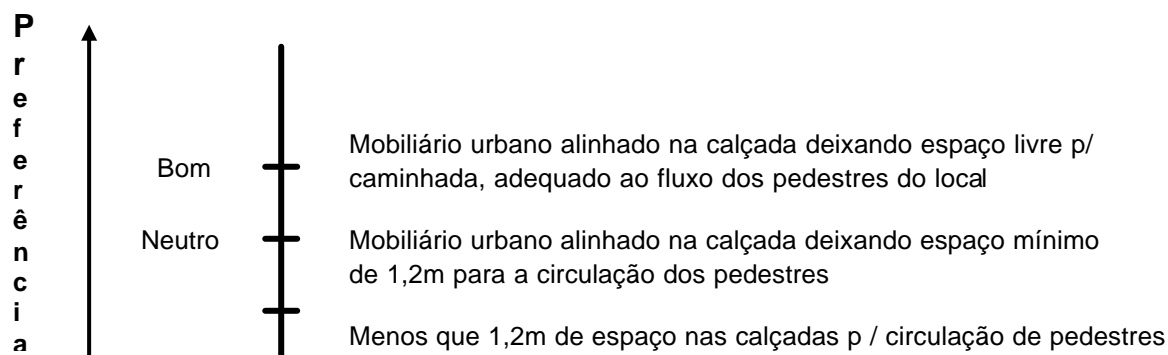 Preferência
Bom
Mobiliário urbano alinhado na calçada deixando espaço livre p/
caminhada, adequado ao fluxo dos pedestres do local
Neutro
Mobiliário urbano alinhado na calçada deixando espaço mínimo
de 1,2m para a circulação dos pedestres
Menos que 1,2m de espaço nas calçadas p / circulação de pedestres